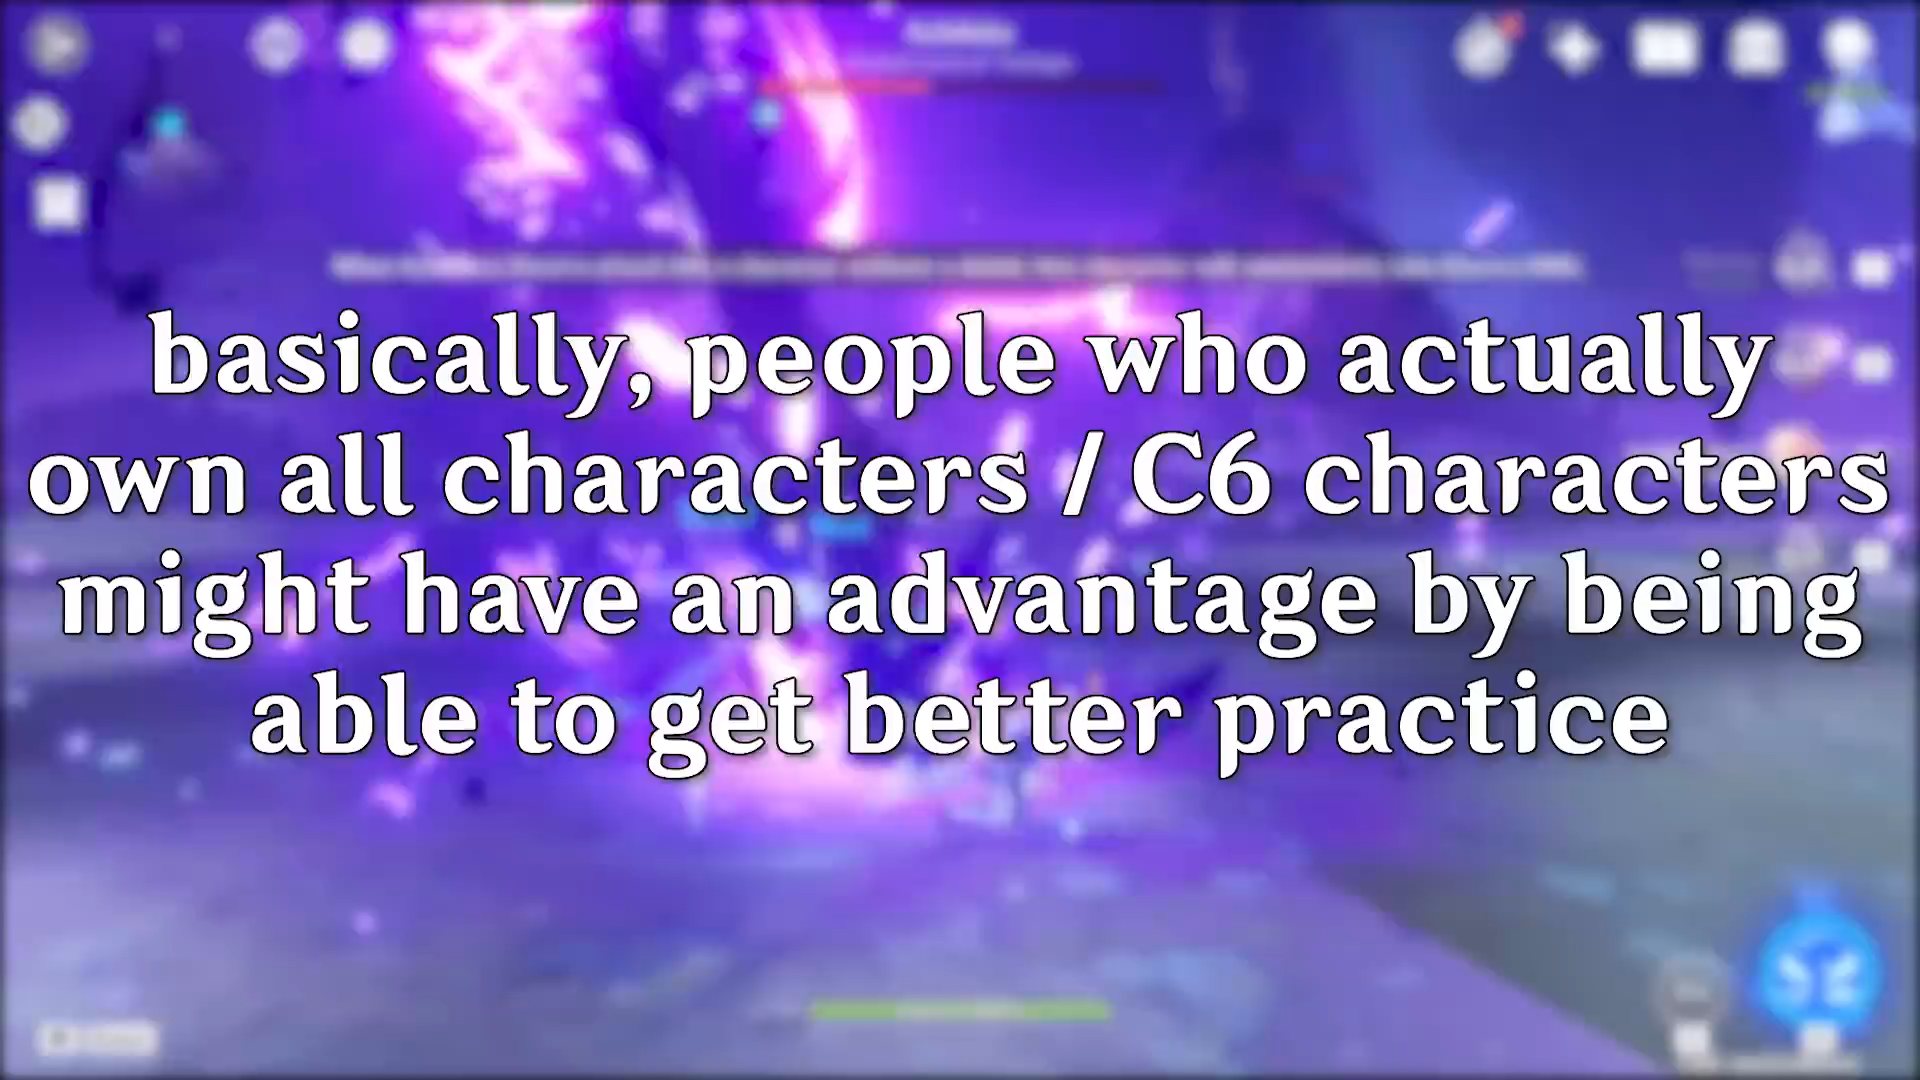 basically, people who actually
own all characters / C6 characters
might have an advantage by being
able to get better practice